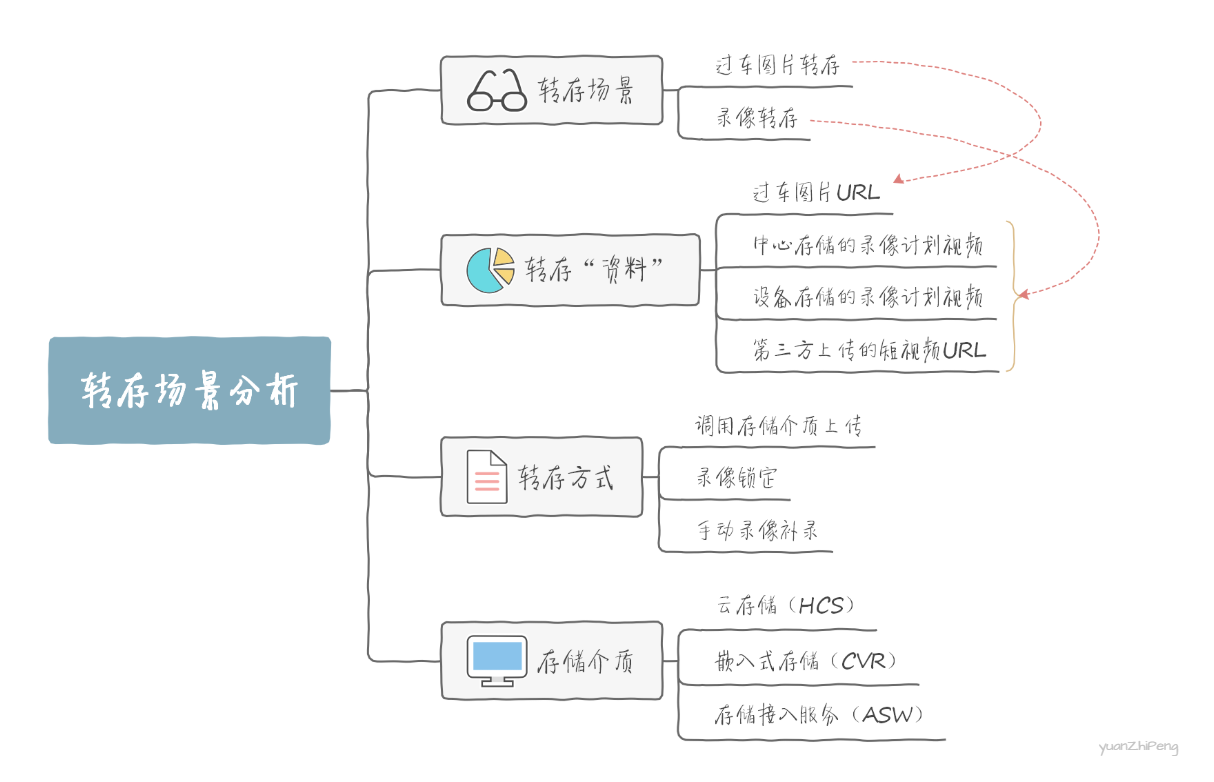 转存场景分析
转存场景
过车图片转存
录像转存
转存“资料”
过车图片URL
中心存储的录像计划视频
设备存储的录像计划视频
第三方上传的短视频URL
转存方式
调用存储介质上传
录像锁定
手动录像补录
存储介质
云存储（HCS）
嵌入式存储（CVR）
存储接入服务（ASW）
yuanZhiPeng